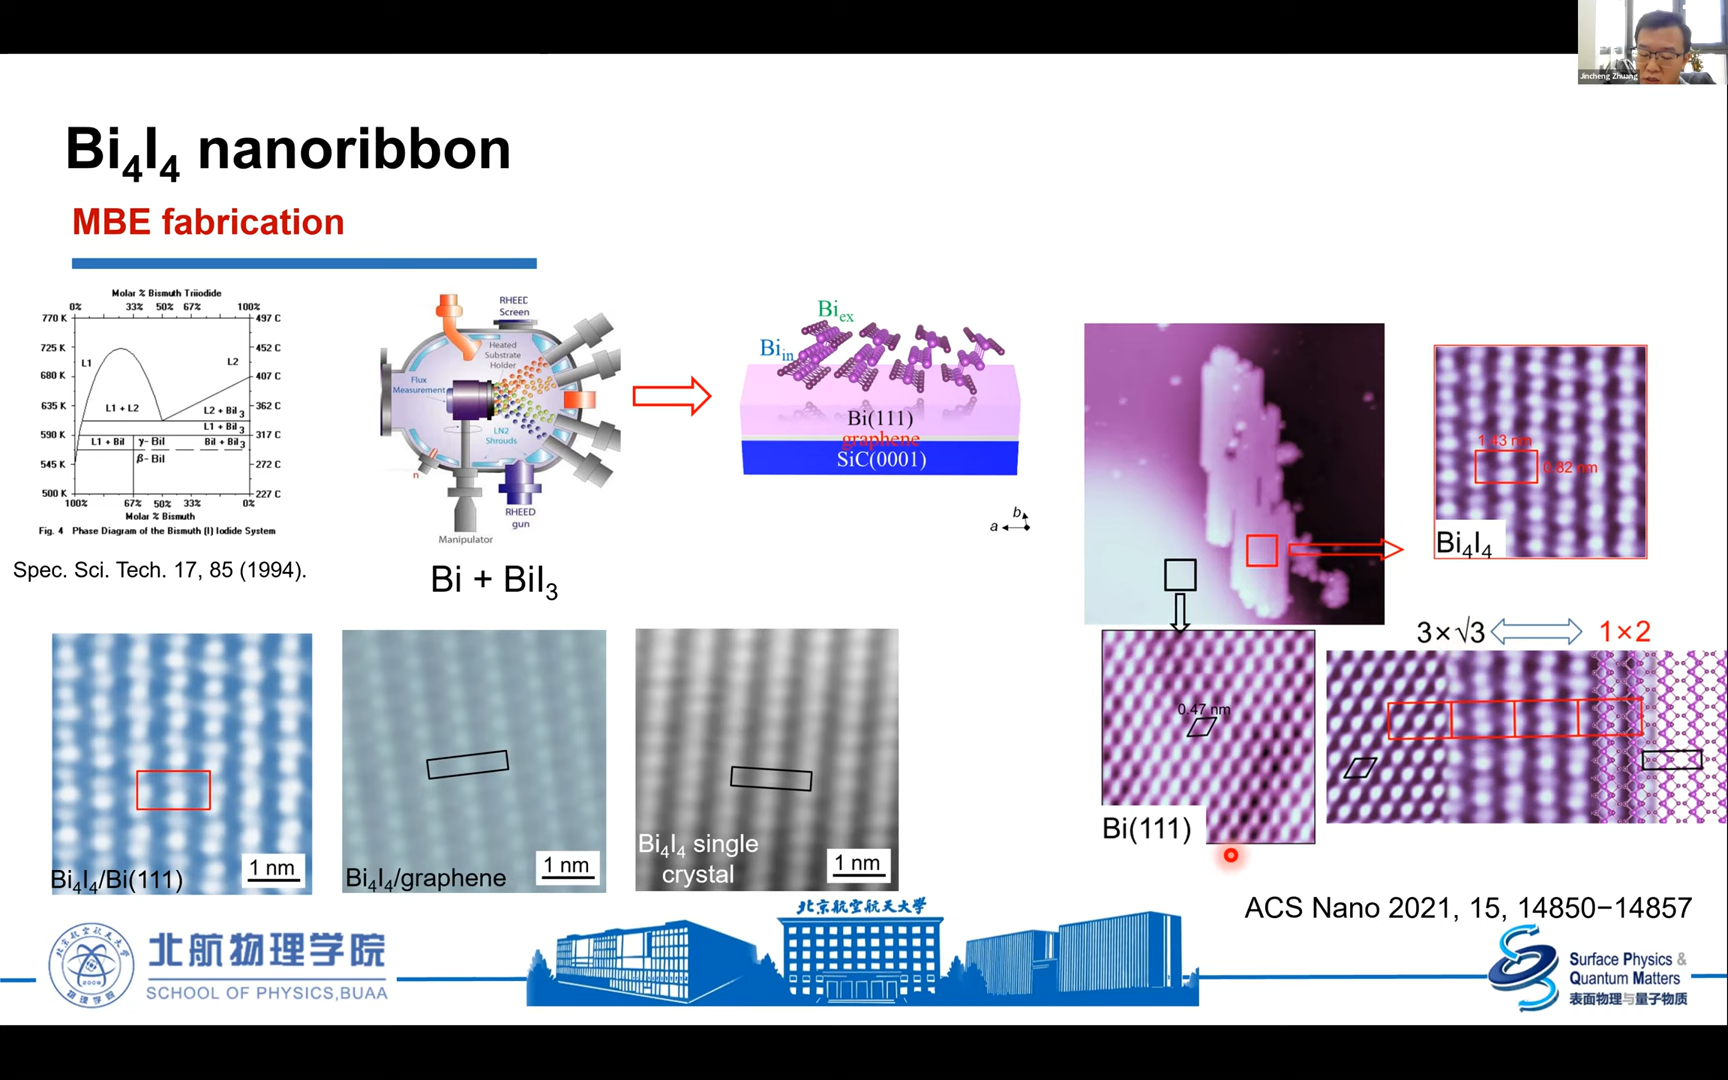 Jincheng Zhuang
Bi₄I₄ nanoribbon
MBE fabrication
Molar % Bismuth Triiodide
0% 33% 50% 67% 100%
770 K 497 C
725 K 452 C
L1 L2
680 K 407 C
635 K 362 C
L1 + L2 L2 + BiI₃
L1 + BiI₃
590 K 317 C
L1 + BiI γ- BiI BiI + BiI₃
β- BiI
545 K 272 C
500 K 227 C
100% 67% 50% 33% 0%
Molar % Bismuth
Fig. 4 Phase Diagram of the Bismuth (I) Iodide System
Spec. Sci. Tech. 17, 85 (1994).
RHEED
Screen
Heated
Substrate
Holder
Flux
Measurement
LN2
Shrouds
n
RHEED
gun
Manipulator
Bi + BiI₃
Biₑₓ
Biᵢₙ
Bi(111)
graphene
SiC(0001)
b
a
1.43 nm
0.82 nm
Bi₄I₄
3×√3 1×2
0.47 nm
Bi(111)
Bi₄I₄/Bi(111)
1 nm
Bi₄I₄/graphene
1 nm
Bi₄I₄ single
crystal
1 nm
ACS Nano 2021, 15, 14850−14857
北京航空航天大学
北航物理学院
SCHOOL OF PHYSICS,BUAA
Surface Physics &
Quantum Matters
表面物理与量子物质